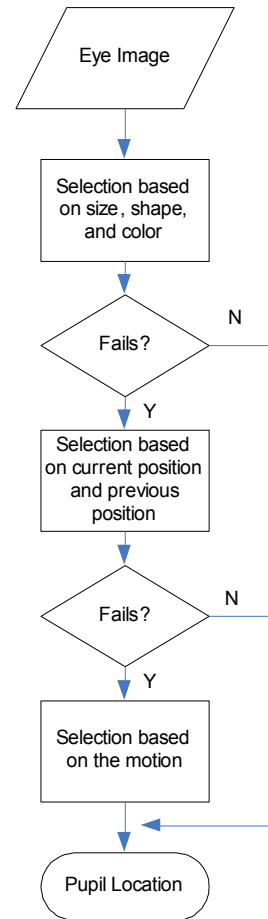 Eye Image
Selection based
on size, shape,
and color
Fails?
N
Y
Selection based
on current position
and previous
position
Fails?
N
Y
Selection based
on the motion
Pupil Location